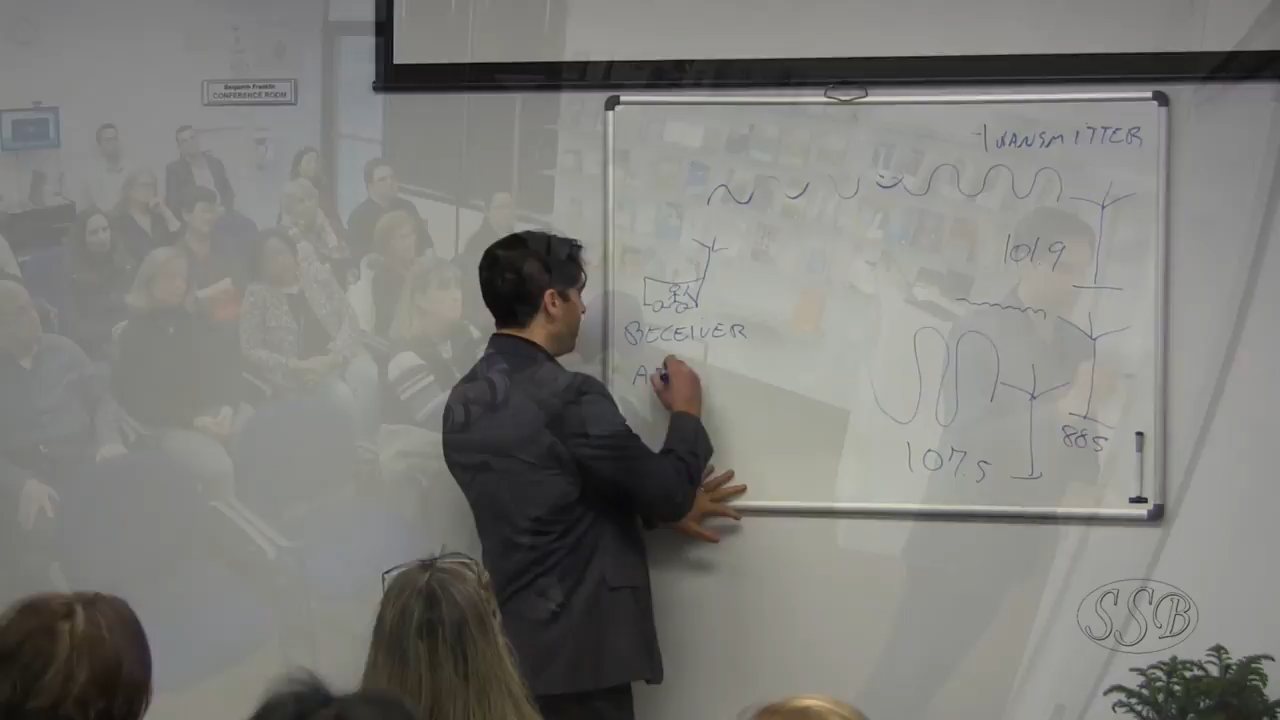 Benjamin Franklin
CONFERENCE ROOM
TRANSMITTER
101.9
RECEIVER
A
107.5
88.5
SSB